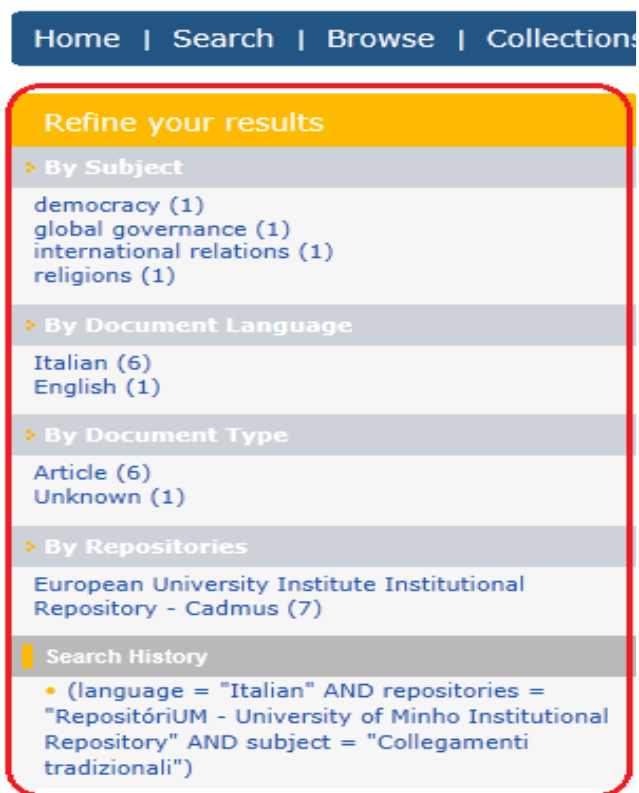 Home | Search | Browse | Collections
Refine your results
By Subject
democracy (1)
global governance (1)
international relations (1)
religions (1)
By Document Language
Italian (6)
English (1)
By Document Type
Article (6)
Unknown (1)
By Repositories
European University Institute Institutional
Repository - Cadmus (7)
Search History
• (language = "Italian" AND repositories =
"RepositóriUM - University of Minho Institutional
Repository" AND subject = "Collegamenti
tradizionali")